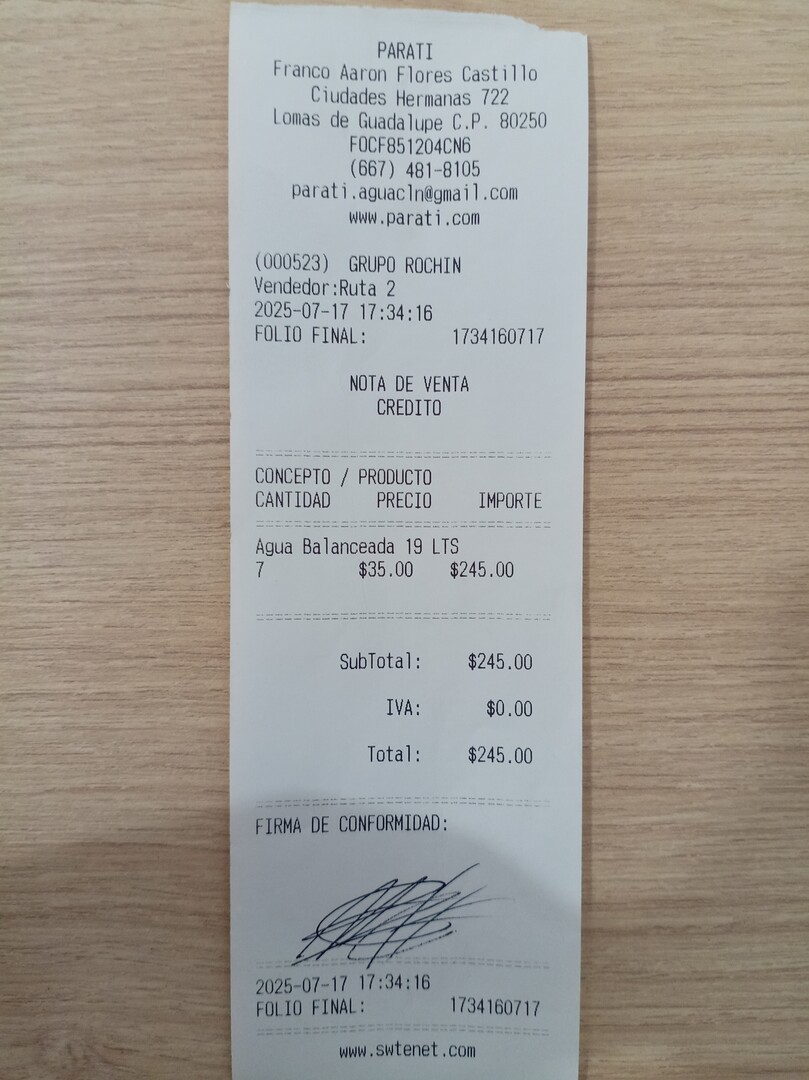 PARATI
Franco Aaron Flores Castillo
Ciudades Hermanas 722
Lomas de Guadalupe C.P. 80250
FOCF851204CN6
(667) 481-8105
parati.aguacln@gmail.com
www.parati.com
(000523) GRUPO ROCHIN
Vendedor:Ruta 2
2025-07-17 17:34:16
FOLIO FINAL: 1734160717
NOTA DE VENTA
CREDITO
CONCEPTO / PRODUCTO
CANTIDAD PRECIO IMPORTE
Agua Balanceada 19 LTS
7 $35.00 $245.00
SubTotal: $245.00
IVA: $0.00
Total: $245.00
FIRMA DE CONFORMIDAD:
2025-07-17 17:34:16
FOLIO FINAL: 1734160717
www.swtenet.com